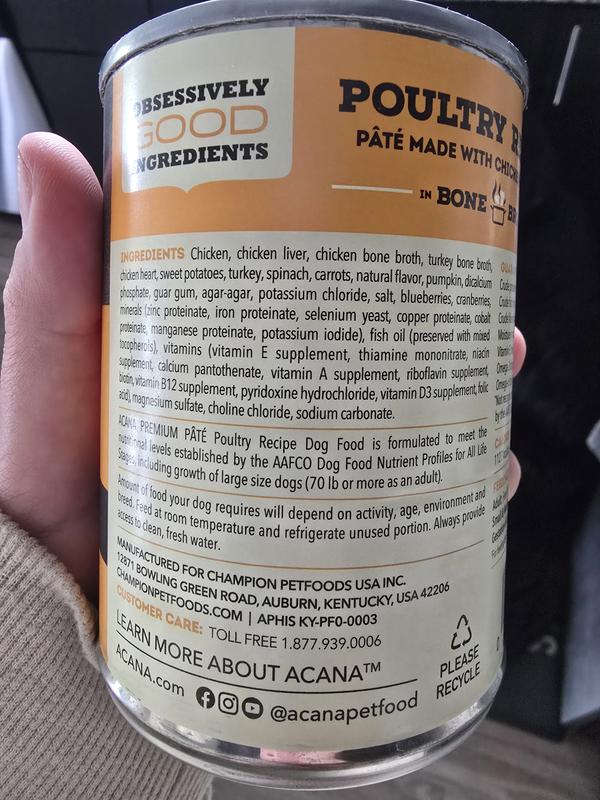 OBSESSIVELY
GOOD
INGREDIENTS
POULTRY
PÂTÉ MADE WITH
IN BONE
INGREDIENTS Chicken, chicken liver, chicken bone broth, turkey bone broth,
chicken heart, sweet potatoes, turkey, spinach, carrots, natural flavor, pumpkin, dicalcium
phosphate, guar gum, agar-agar, potassium chloride, salt, blueberries, cranberries,
minerals (zinc proteinate, iron proteinate, selenium yeast, copper proteinate, cobalt
proteinate, manganese proteinate, potassium iodide), fish oil (preserved with mixed
tocopherols), vitamins (vitamin E supplement, thiamine mononitrate, niacin
supplement, calcium pantothenate, vitamin A supplement, riboflavin supplement,
biotin, vitamin B12 supplement, pyridoxine hydrochloride, vitamin D3 supplement, folic
acid), magnesium sulfate, choline chloride, sodium carbonate.
ACANA PREMIUM PÂTÉ Poultry Recipe Dog Food is formulated to meet the
nutritional levels established by the AAFCO Dog Food Nutrient Profiles for All Life
Stages, including growth of large size dogs (70 lb or more as an adult).
Amount of food your dog requires will depend on activity, age, environment and
breed. Feed at room temperature and refrigerate unused portion. Always provide
access to clean, fresh water.
MANUFACTURED FOR CHAMPION PETFOODS USA INC.
12871 BOWLING GREEN ROAD, AUBURN, KENTUCKY, USA 42206
CHAMPIONPETFOODS.COM | APHIS KY-PF0-0003
CUSTOMER CARE: TOLL FREE 1.877.939.0006
LEARN MORE ABOUT ACANA™
ACANA.com @acanapetfood
PLEASE
RECYCLE